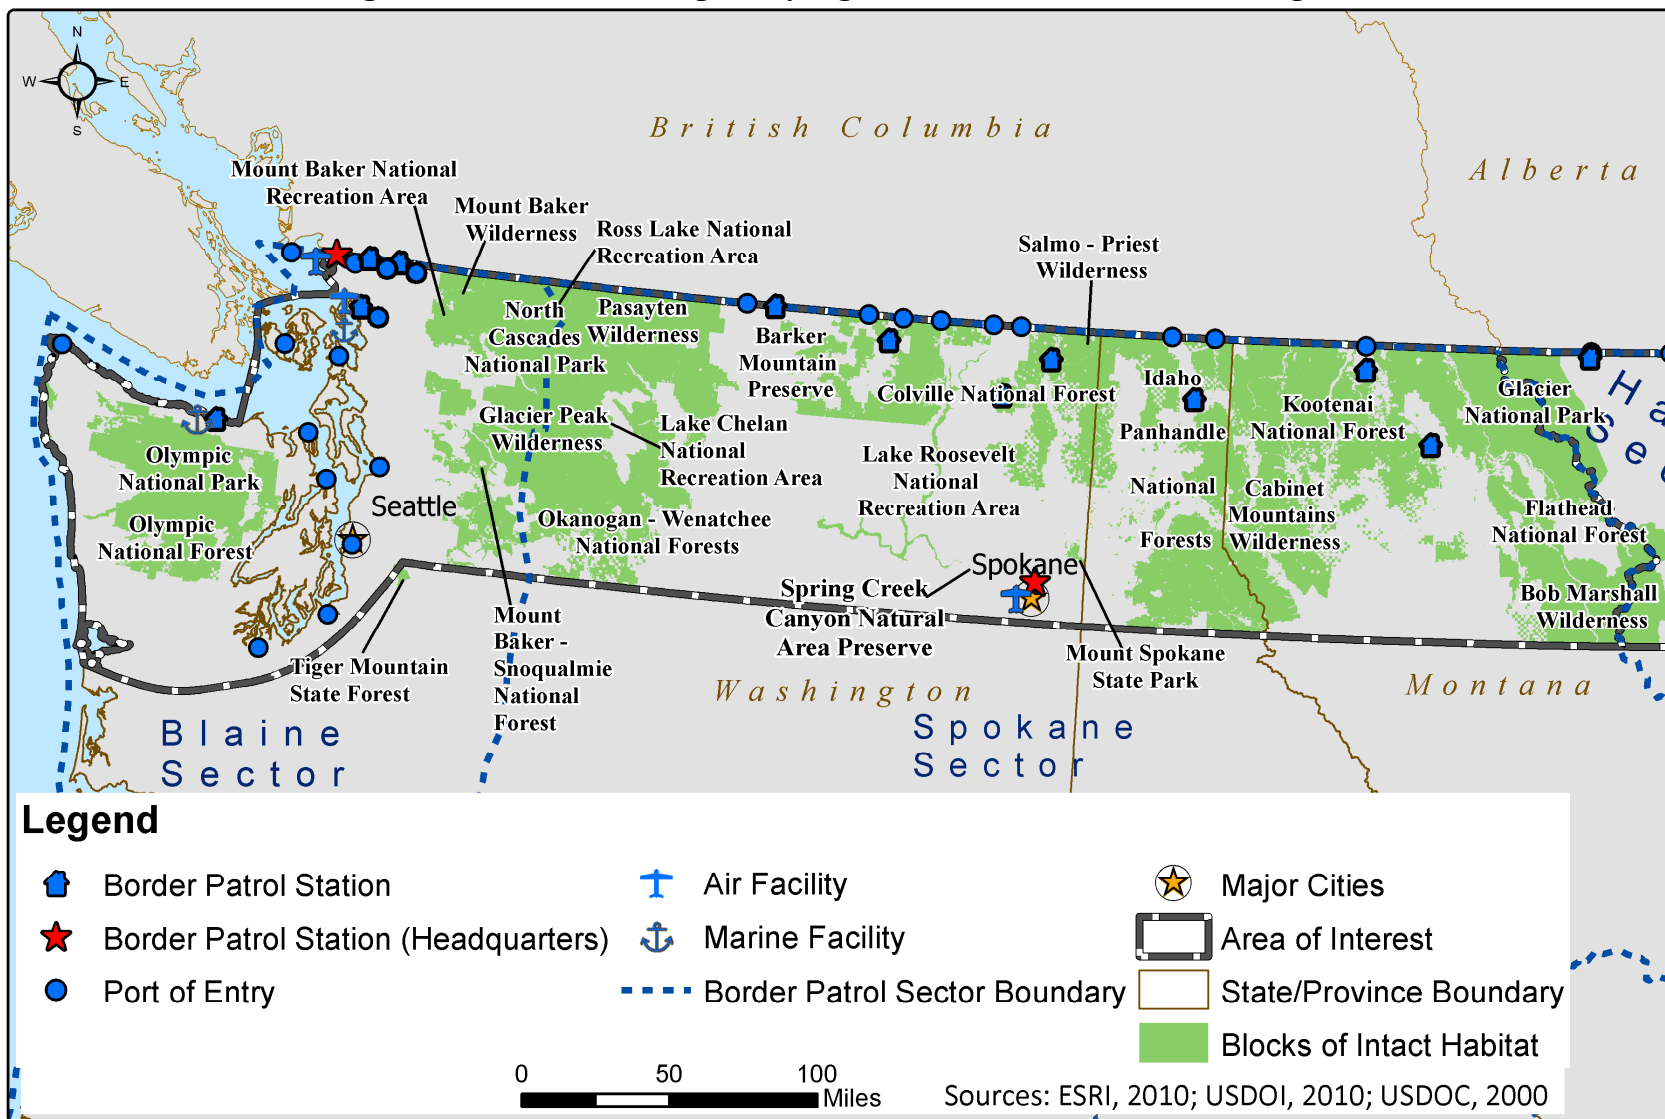 N
W E
S
British Columbia
Alberta
Mount Baker National
Recreation Area
Mount Baker
Wilderness
Ross Lake National
Recreation Area
Salmo - Priest
Wilderness
North
Cascades
National Park
Pasayten
Wilderness
Barker
Mountain
Preserve
Colville National Forest
Idaho
Panhandle
National
Forests
Kootenai
National Forest
Glacier
National Park
Ha
Sec
Glacier Peak
Wilderness
Lake Chelan
National
Recreation Area
Lake Roosevelt
National
Recreation Area
Olympic
National Park
Olympic
National Forest
Seattle
Okanogan - Wenatchee
National Forests
Cabinet
Mountains
Wilderness
Flathead
National Forest
Spokane
Spring Creek
Canyon Natural
Area Preserve
Bob Marshall
Wilderness
Tiger Mountain
State Forest
Mount
Baker -
Snoqualmie
National
Forest
Mount Spokane
State Park
Washington
Montana
Blaine
Sector
Spokane
Sector
Legend
Border Patrol Station
Border Patrol Station (Headquarters)
Port of Entry
Air Facility
Marine Facility
Border Patrol Sector Boundary
Major Cities
Area of Interest
State/Province Boundary
Blocks of Intact Habitat
0 50 100
Miles
Sources: ESRI, 2010; USDOI, 2010; USDOC, 2000